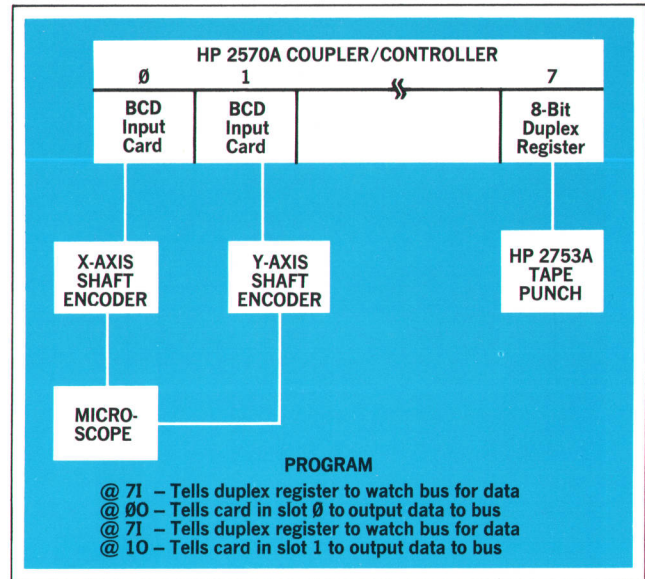 HP 2570A COUPLER/CONTROLLER
Ø 1 7
BCD
Input
Card
BCD
Input
Card
8-Bit
Duplex
Register
X-AXIS
SHAFT
ENCODER
Y-AXIS
SHAFT
ENCODER
HP 2753A
TAPE
PUNCH
MICRO-
SCOPE
PROGRAM
@ 7I – Tells duplex register to watch bus for data
@ ØO – Tells card in slot Ø to output data to bus
@ 7I – Tells duplex register to watch bus for data
@ 1O – Tells card in slot 1 to output data to bus